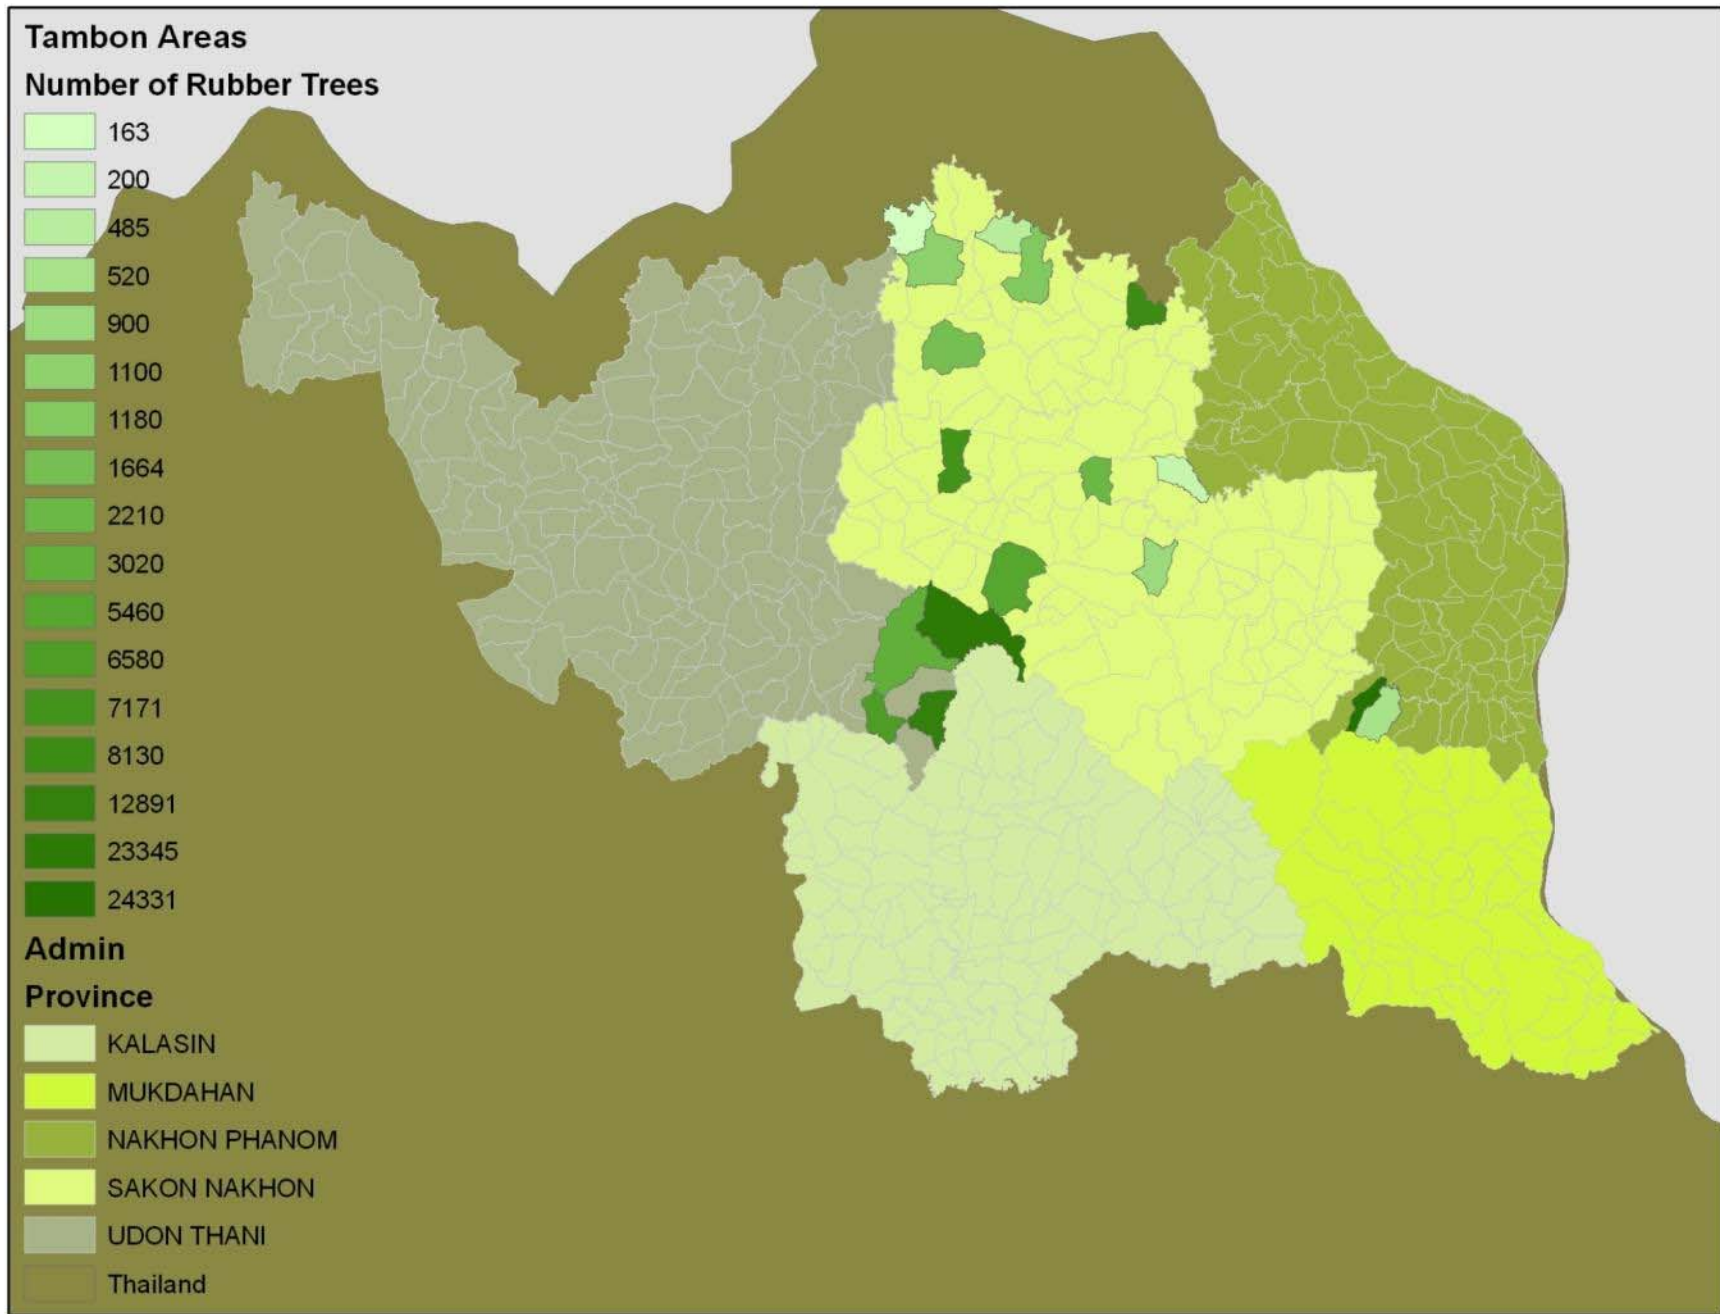 Tambon Areas
Number of Rubber Trees
163
200
485
520
900
1100
1180
1664
2210
3020
5460
6580
7171
8130
12891
23345
24331
Admin
Province
KALASIN
MUKDAHAN
NAKHON PHANOM
SAKON NAKHON
UDON THANI
Thailand